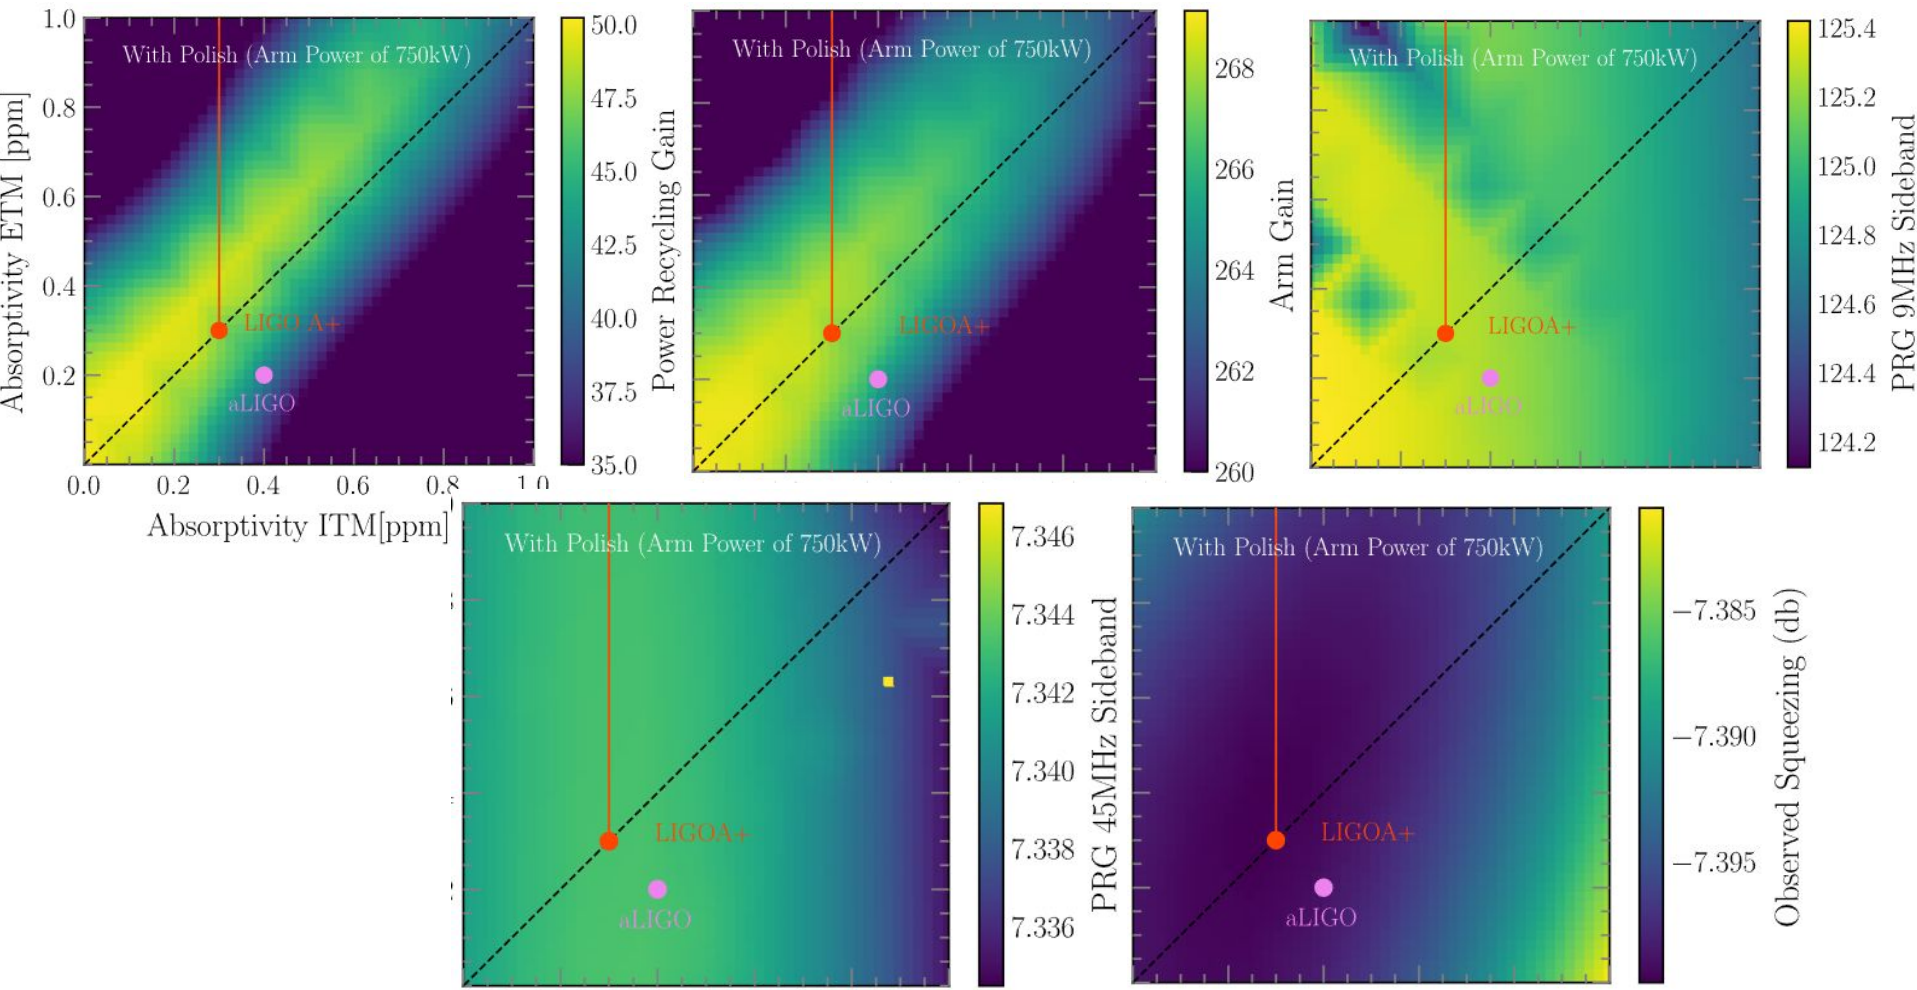 With Polish (Arm Power of 750kW)
LIGO A+
aLIGO
1.0
0.8
0.6
0.4
0.2
Absorptivity ETM [ppm]
0.0 0.2 0.4 0.6 0.8 1.0
Absorptivity ITM[ppm]
50.0
47.5
45.0
42.5
40.0
37.5
35.0
Power Recycling Gain
With Polish (Arm Power of 750kW)
LIGOA+
aLIGO
268
266
264
262
260
Arm Gain
With Polish (Arm Power of 750kW)
LIGOA+
aLIGO
125.4
125.2
125.0
124.8
124.6
124.4
124.2
PRG 9MHz Sideband
With Polish (Arm Power of 750kW)
LIGOA+
aLIGO
7.346
7.344
7.342
7.340
7.338
7.336
PRG 45MHz Sideband
With Polish (Arm Power of 750kW)
LIGOA+
aLIGO
−7.385
−7.390
−7.395
Observed Squeezing (db)